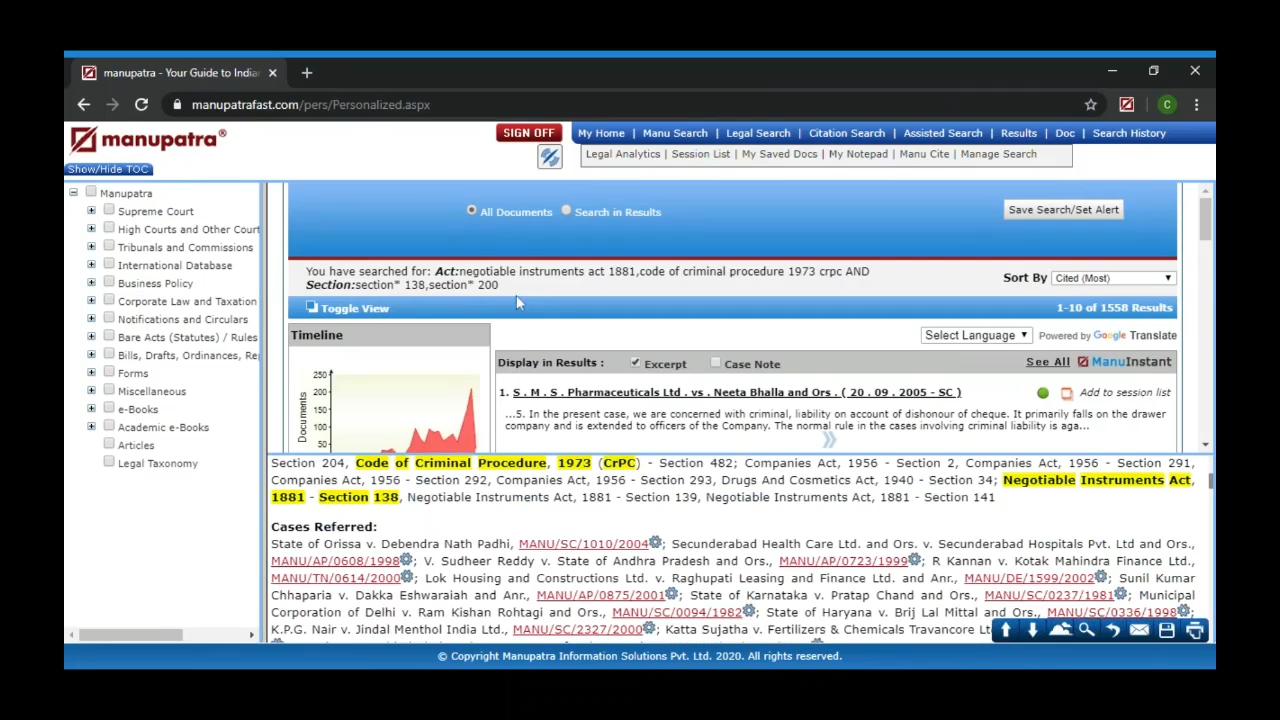 manupatra - Your Guide to India
manupatrafast.com/pers/Personalized.aspx
C
manupatra®
SIGN OFF
My Home | Manu Search | Legal Search | Citation Search | Assisted Search | Results | Doc | Search History
Legal Analytics | Session List | My Saved Docs | My Notepad | Manu Cite | Manage Search
Show/Hide TOC
Manupatra
Supreme Court
High Courts and Other Court
Tribunals and Commissions
International Database
Business Policy
Corporate Law and Taxation
Notifications and Circulars
Bare Acts (Statutes) / Rules
Bills, Drafts, Ordinances, Re
Forms
Miscellaneous
e-Books
Academic e-Books
Articles
Legal Taxonomy
All Documents Search in Results
Save Search/Set Alert
You have searched for: Act:negotiable instruments act 1881,code of criminal procedure 1973 crpc AND
Section:section* 138,section* 200
Sort By Cited (Most)
Toggle View
1-10 of 1558 Results
Timeline
Select Language Powered by Google Translate
Display in Results : Excerpt Case Note
See All ManuInstant
250
200
150
100
50
Documents
1. S . M . S . Pharmaceuticals Ltd . vs . Neeta Bhalla and Ors . ( 20 . 09 . 2005 - SC )
Add to session list
...5. In the present case, we are concerned with criminal, liability on account of dishonour of cheque. It primarily falls on the drawer
company and is extended to officers of the Company. The normal rule in the cases involving criminal liability is aga...
Section 204, Code of Criminal Procedure, 1973 (CrPC) - Section 482; Companies Act, 1956 - Section 2, Companies Act, 1956 - Section 291,
Companies Act, 1956 - Section 292, Companies Act, 1956 - Section 293, Drugs And Cosmetics Act, 1940 - Section 34; Negotiable Instruments Act,
1881 - Section 138, Negotiable Instruments Act, 1881 - Section 139, Negotiable Instruments Act, 1881 - Section 141
Cases Referred:
State of Orissa v. Debendra Nath Padhi, MANU/SC/1010/2004; Secunderabad Health Care Ltd. and Ors. v. Secunderabad Hospitals Pvt. Ltd and Ors.,
MANU/AP/0608/1998; V. Sudheer Reddy v. State of Andhra Pradesh and Ors., MANU/AP/0723/1999; R Kannan v. Kotak Mahindra Finance Ltd.,
MANU/TN/0614/2000; Lok Housing and Constructions Ltd. v. Raghupati Leasing and Finance Ltd. and Anr., MANU/DE/1599/2002; Sunil Kumar
Chhaparia v. Dakka Eshwaraiah and Anr., MANU/AP/0875/2001; State of Karnataka v. Pratap Chand and Ors., MANU/SC/0237/1981; Municipal
Corporation of Delhi v. Ram Kishan Rohtagi and Ors., MANU/SC/0094/1982; State of Haryana v. Brij Lal Mittal and Ors., MANU/SC/0336/1998;
K.P.G. Nair v. Jindal Menthol India Ltd., MANU/SC/2327/2000; Katta Sujatha v. Fertilizers & Chemicals Travancore
© Copyright Manupatra Information Solutions Pvt. Ltd. 2020. All rights reserved.